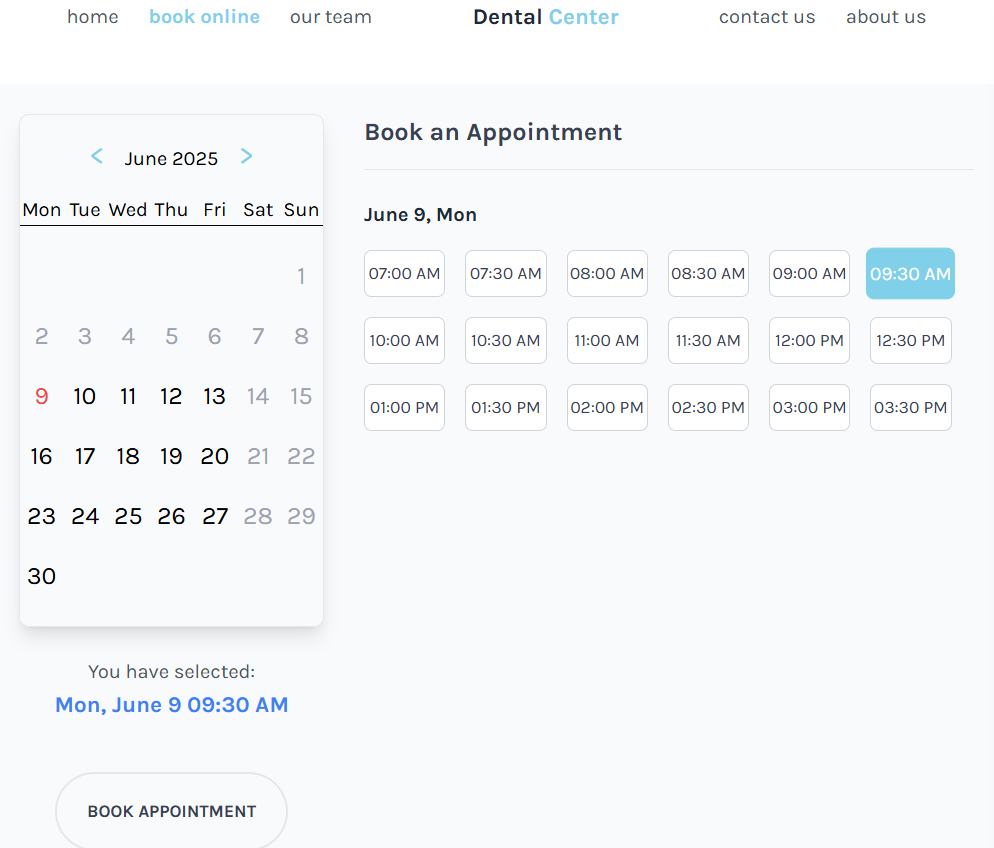 home book online our team Dental Center contact us about us
< June 2025 >
Mon Tue Wed Thu Fri Sat Sun
1
2 3 4 5 6 7 8
9 10 11 12 13 14 15
16 17 18 19 20 21 22
23 24 25 26 27 28 29
30
You have selected:
Mon, June 9 09:30 AM
BOOK APPOINTMENT
Book an Appointment
June 9, Mon
07:00 AM 07:30 AM 08:00 AM 08:30 AM 09:00 AM 09:30 AM
10:00 AM 10:30 AM 11:00 AM 11:30 AM 12:00 PM 12:30 PM
01:00 PM 01:30 PM 02:00 PM 02:30 PM 03:00 PM 03:30 PM